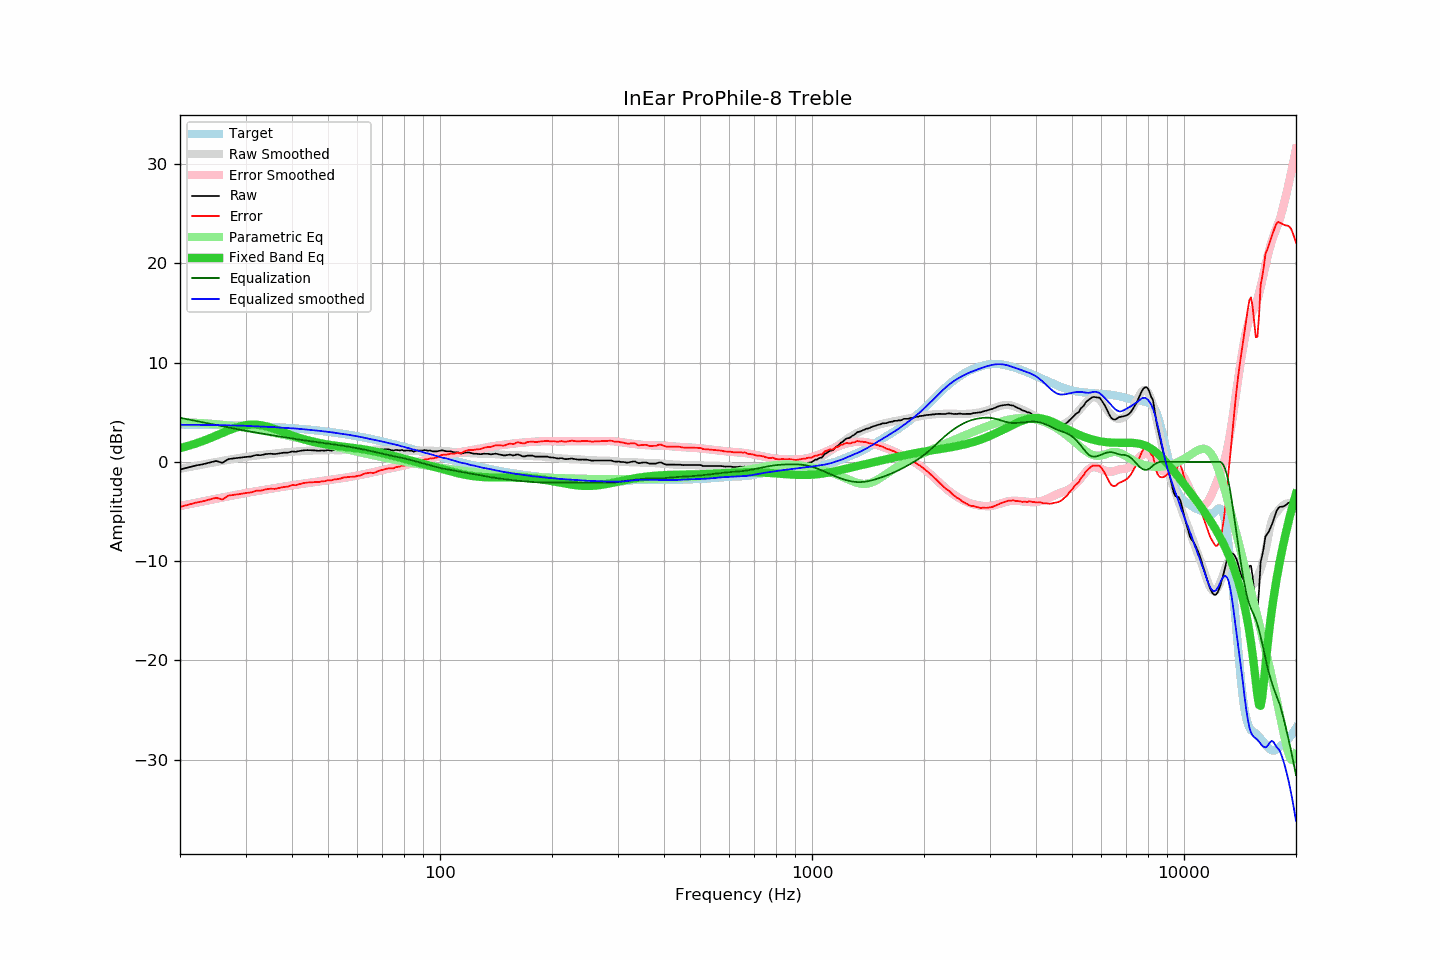 InEar ProPhile-8 Treble
Target
Raw Smoothed
Error Smoothed
Raw
Error
Parametric Eq
Fixed Band Eq
Equalization
Equalized smoothed
30
20
10
0
−10
−20
−30
Amplitude (dBr)
100
1000
10000
Frequency (Hz)